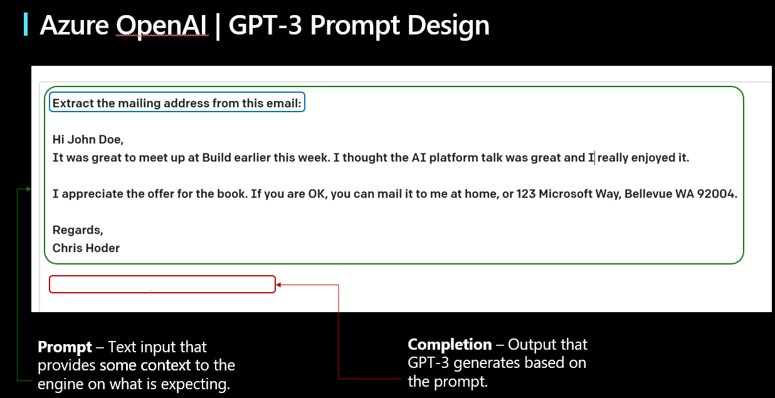 Azure OpenAI | GPT-3 Prompt Design
Extract the mailing address from this email:
Hi John Doe,
It was great to meet up at Build earlier this week. I thought the AI platform talk was great and I really enjoyed it.
I appreciate the offer for the book. If you are OK, you can mail it to me at home, or 123 Microsoft Way, Bellevue WA 92004.
Regards,
Chris Hoder
Prompt – Text input that
provides some context to the
engine on what is expecting.
Completion – Output that
GPT-3 generates based on
the prompt.